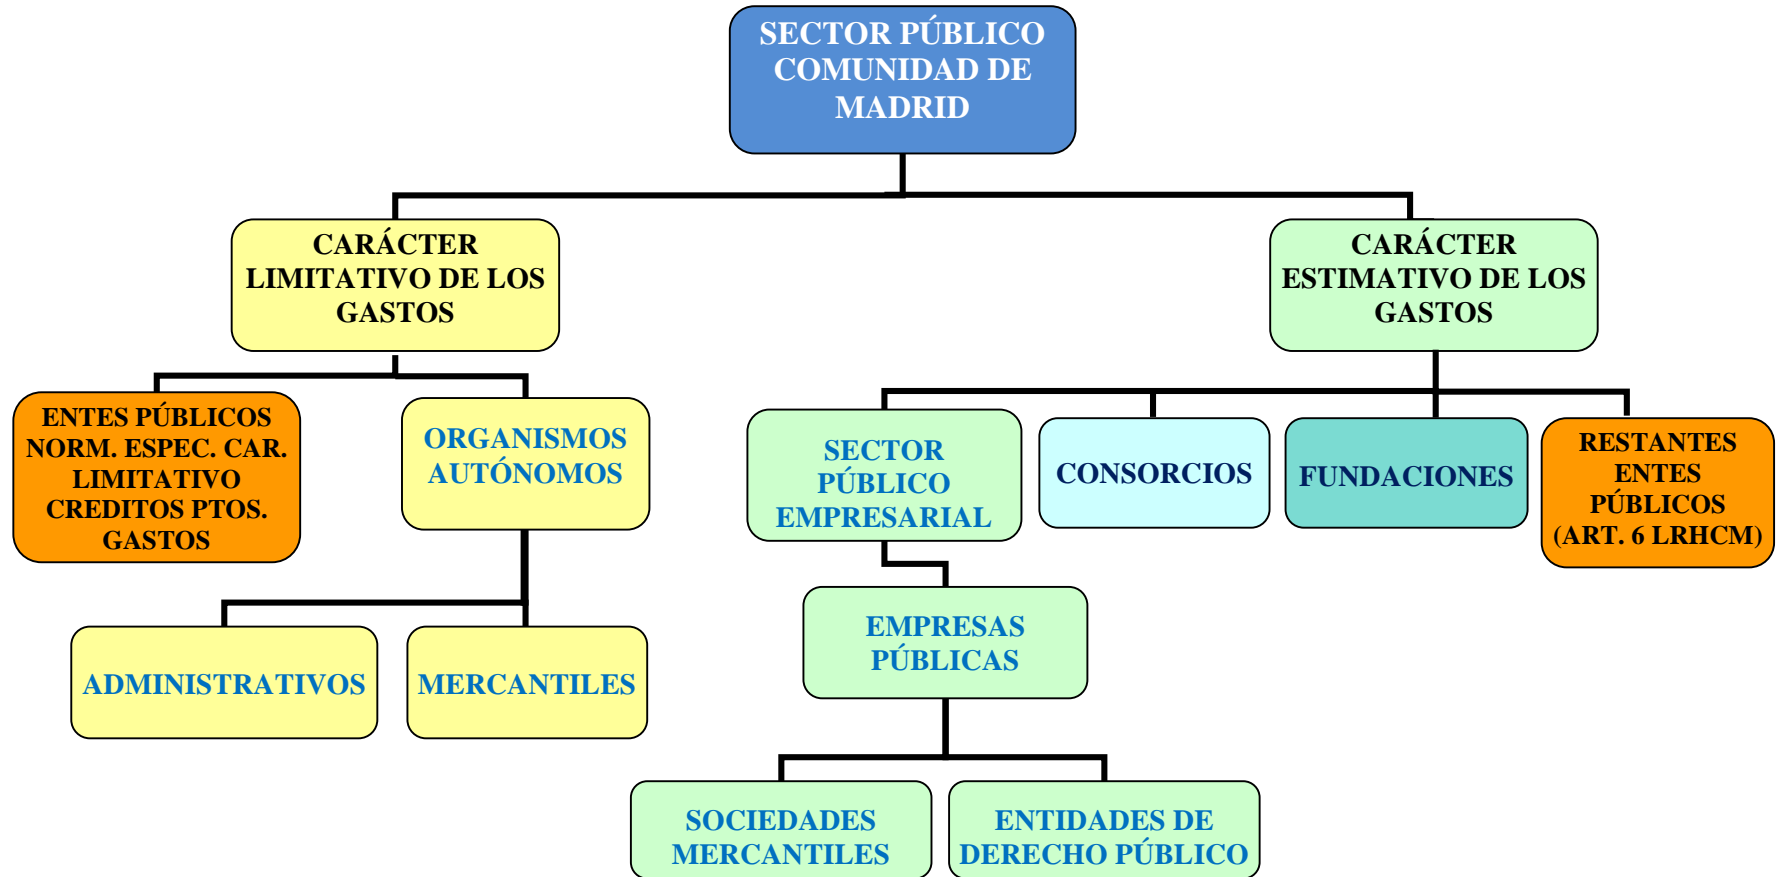 SECTOR PÚBLICO
COMUNIDAD DE
MADRID
CARÁCTER
LIMITATIVO DE LOS
GASTOS
CARÁCTER
ESTIMATIVO DE LOS
GASTOS
ENTES PÚBLICOS
NORM. ESPEC. CAR.
LIMITATIVO
CREDITOS PTOS.
GASTOS
ORGANISMOS
AUTÓNOMOS
SECTOR
PÚBLICO
EMPRESARIAL
CONSORCIOS
FUNDACIONES
RESTANTES
ENTES
PÚBLICOS
(ART. 6 LRHCM)
ADMINISTRATIVOS
MERCANTILES
EMPRESAS
PÚBLICAS
SOCIEDADES
MERCANTILES
ENTIDADES DE
DERECHO PÚBLICO